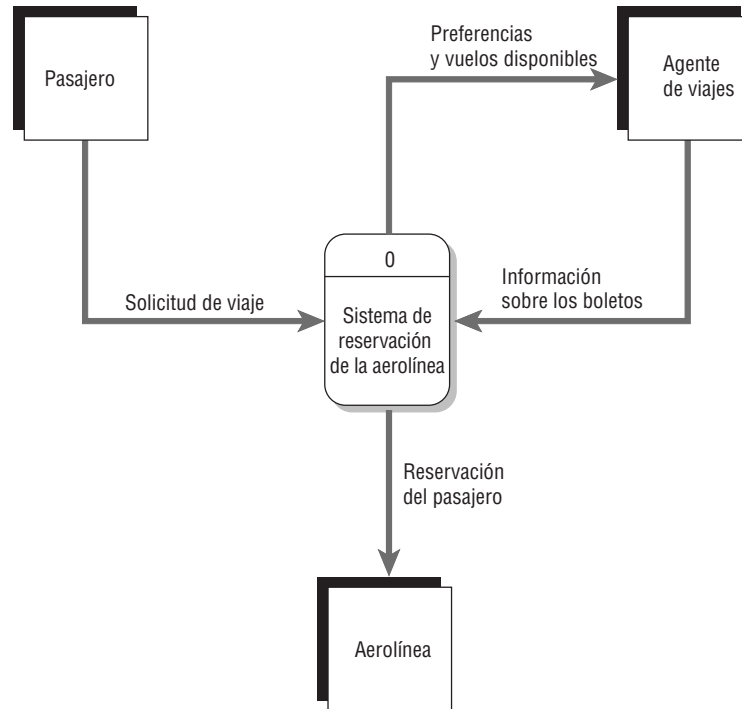 Preferencias
y vuelos disponibles
Pasajero
Agente
de viajes
0
Sistema de
reservación
de la aerolínea
Solicitud de viaje
Información
sobre los boletos
Reservación
del pasajero
Aerolínea